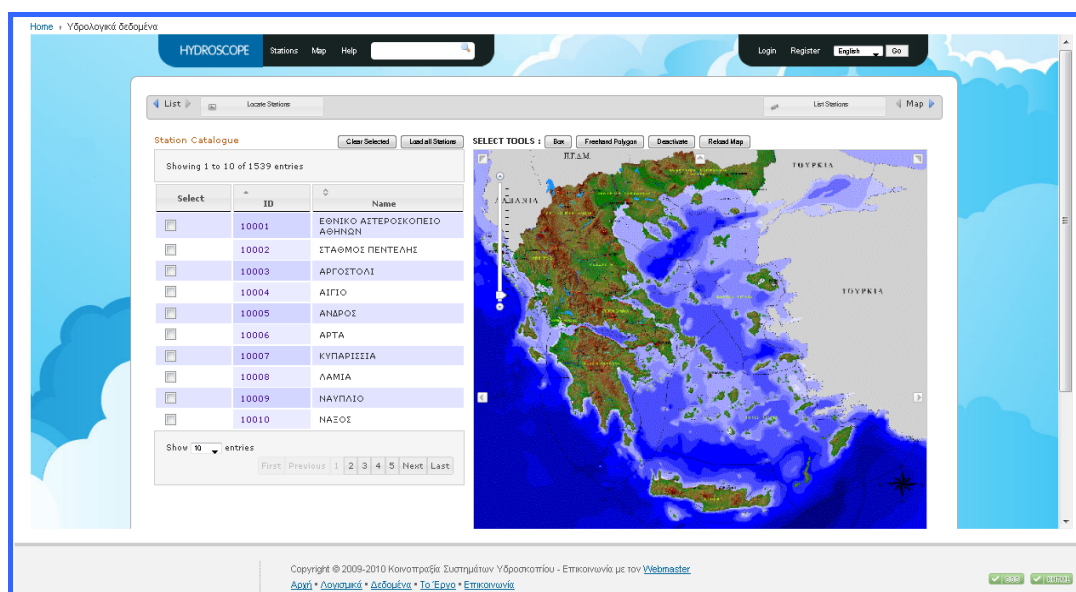 Home › Υδρολογικά δεδομένα
HYDROSCOPE Stations Map Help
Login Register English Go
List Locate Stations
List Stations Map
Station Catalogue Clear Selected Load all Stations
SELECT TOOLS : Box Freehand Polygon Deactivate Reload Map
Showing 1 to 10 of 1539 entries
Select ID Name
10001 ΕΘΝΙΚΟ ΑΣΤΕΡΟΣΚΟΠΕΙΟ ΑΘΗΝΩΝ
10002 ΣΤΑΘΜΟΣ ΠΕΝΤΕΛΗΣ
10003 ΑΡΓΟΣΤΟΛΙ
10004 ΑΙΓΙΟ
10005 ΑΝΔΡΟΣ
10006 ΑΡΤΑ
10007 ΚΥΠΑΡΙΣΣΙΑ
10008 ΛΑΜΙΑ
10009 ΝΑΥΠΛΙΟ
10010 ΝΑΞΟΣ
Show 10 entries
First Previous 1 2 3 4 5 Next Last
Π.Γ.Δ.Μ.
ΤΟΥΡΚΙΑ
ΑΛΒΑΝΙΑ
ΤΟΥΡΚΙΑ
Copyright © 2009-2010 Κοινοπραξία Συστημάτων Υδροσκοπίου - Επικοινωνία με τον Webmaster
Αρχή • Λογισμικά • Δεδομένα • Το Έργο • Επικοινωνία
CSS XHTML